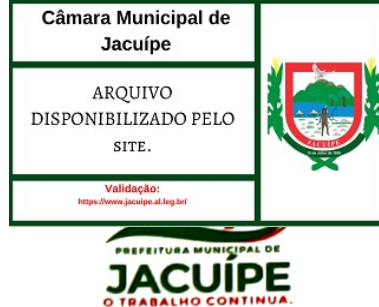 Câmara Municipal de
Jacuípe
ARQUIVO
DISPONIBILIZADO PELO
SITE.
Validação:
https://www.jacuipe.al.leg.br/
JACUÍPE
PREFEITURA MUNICIPAL DE
JACUÍPE
O TRABALHO CONTINUA.